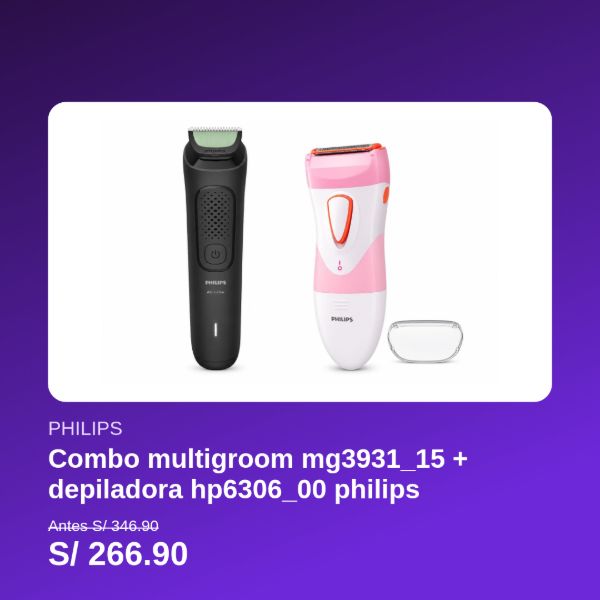 PHILIPS
PHILIPS
PHILIPS
Combo multigroom mg3931_15 +
depiladora hp6306_00 philips
Antes S/ 346.90
S/ 266.90